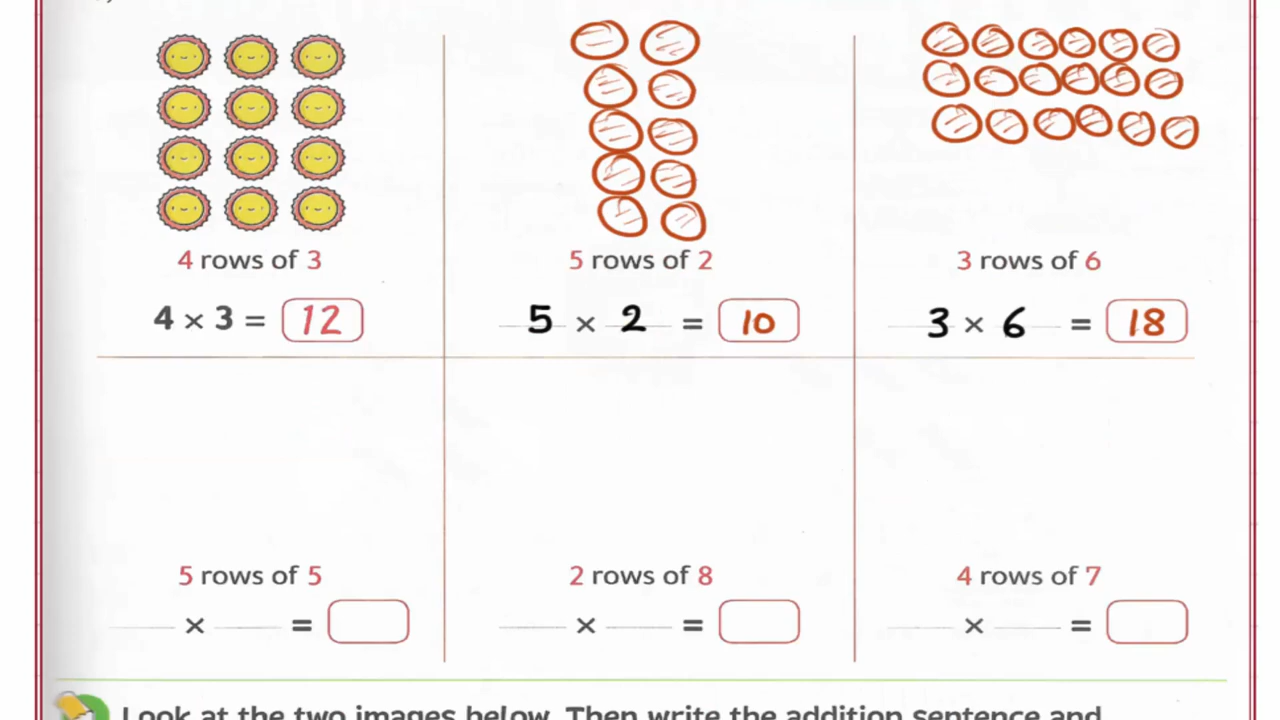 4 rows of 3
5 rows of 2
3 rows of 6
4 × 3 = 12
5 × 2 = 10
3 × 6 = 18
5 rows of 5
2 rows of 8
4 rows of 7
× =
× =
× =
Look at the two images below. Then write the addition sentence and